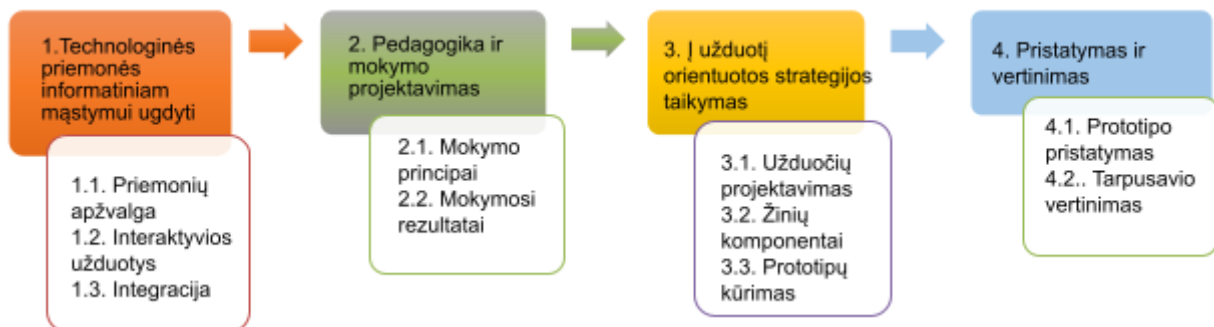 1.Technologinės
priemonės
informatiniam
mąstymui ugdyti
1.1. Priemonių
apžvalga
1.2. Interaktyvios
užduotys
1.3. Integracija
2. Pedagogika ir
mokymo
projektavimas
2.1. Mokymo
principai
2.2. Mokymosi
rezultatai
3. Į užduotį
orientuotos strategijos
taikymas
3.1. Užduočių
projektavimas
3.2. Žinių
komponentai
3.3. Prototipų
kūrimas
4. Pristatymas ir
vertinimas
4.1. Prototipo
pristatymas
4.2.. Tarpusavio
vertinimas